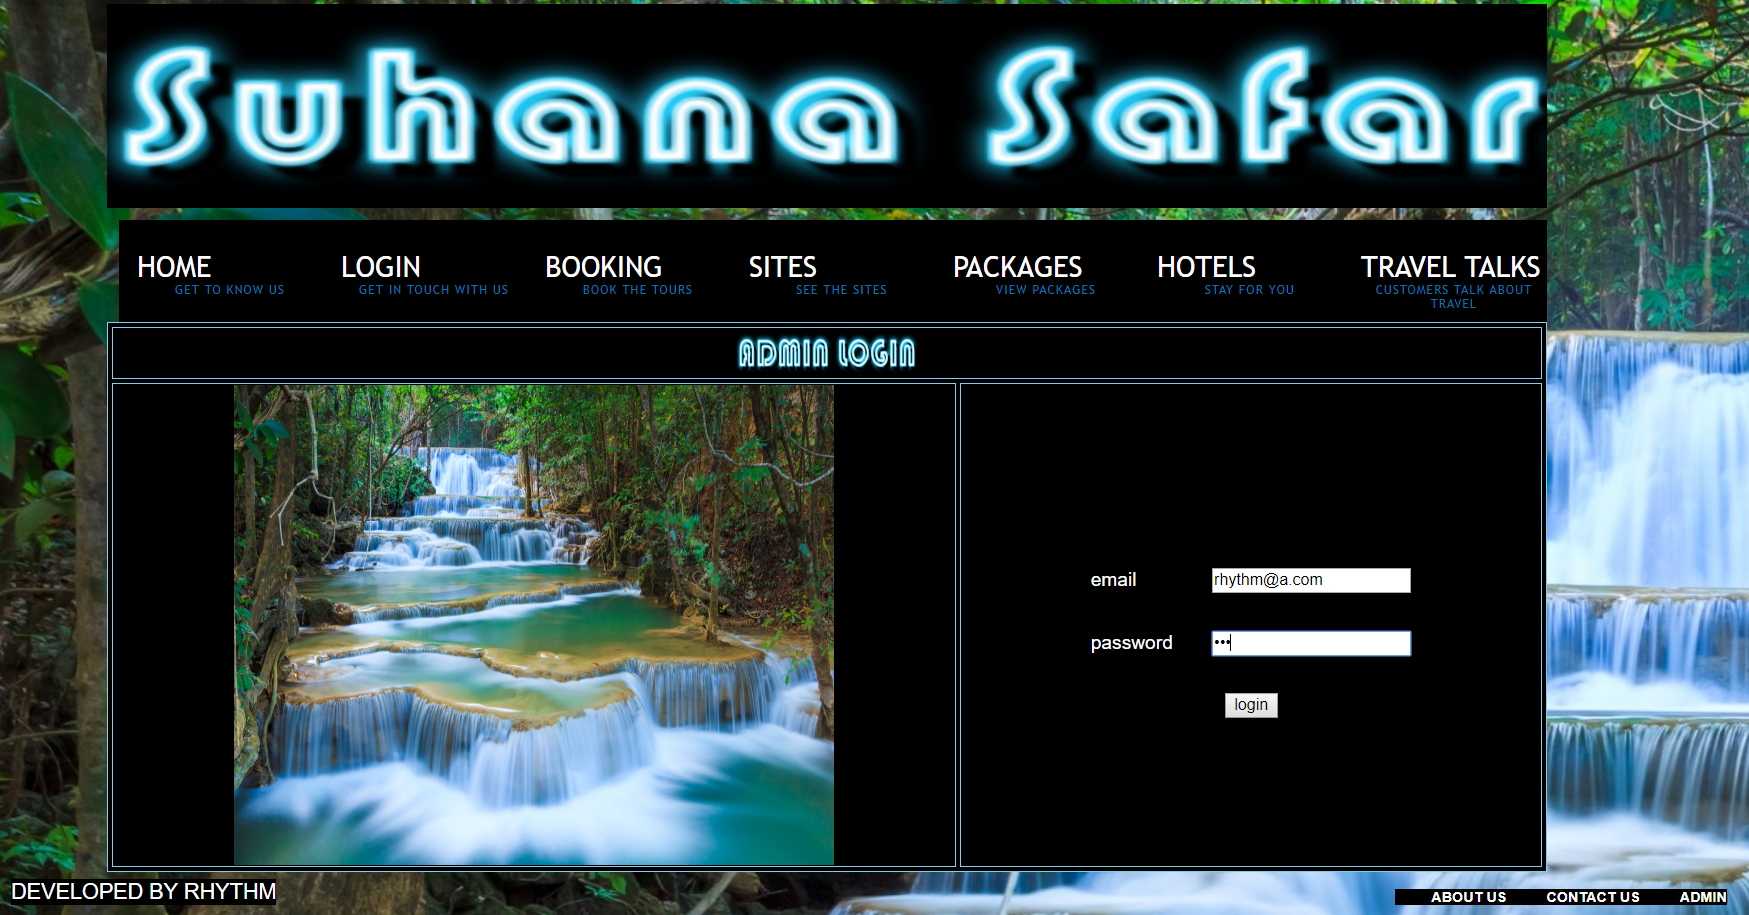 Suhana Safar
HOME LOGIN BOOKING SITES PACKAGES HOTELS TRAVEL TALKS
GET TO KNOW US GET IN TOUCH WITH US BOOK THE TOURS SEE THE SITES VIEW PACKAGES STAY FOR YOU CUSTOMERS TALK ABOUT
TRAVEL
ADMIN LOGIN
email rhythm@a.com
password •••
login
DEVELOPED BY RHYTHM
ABOUT US CONTACT US ADMIN